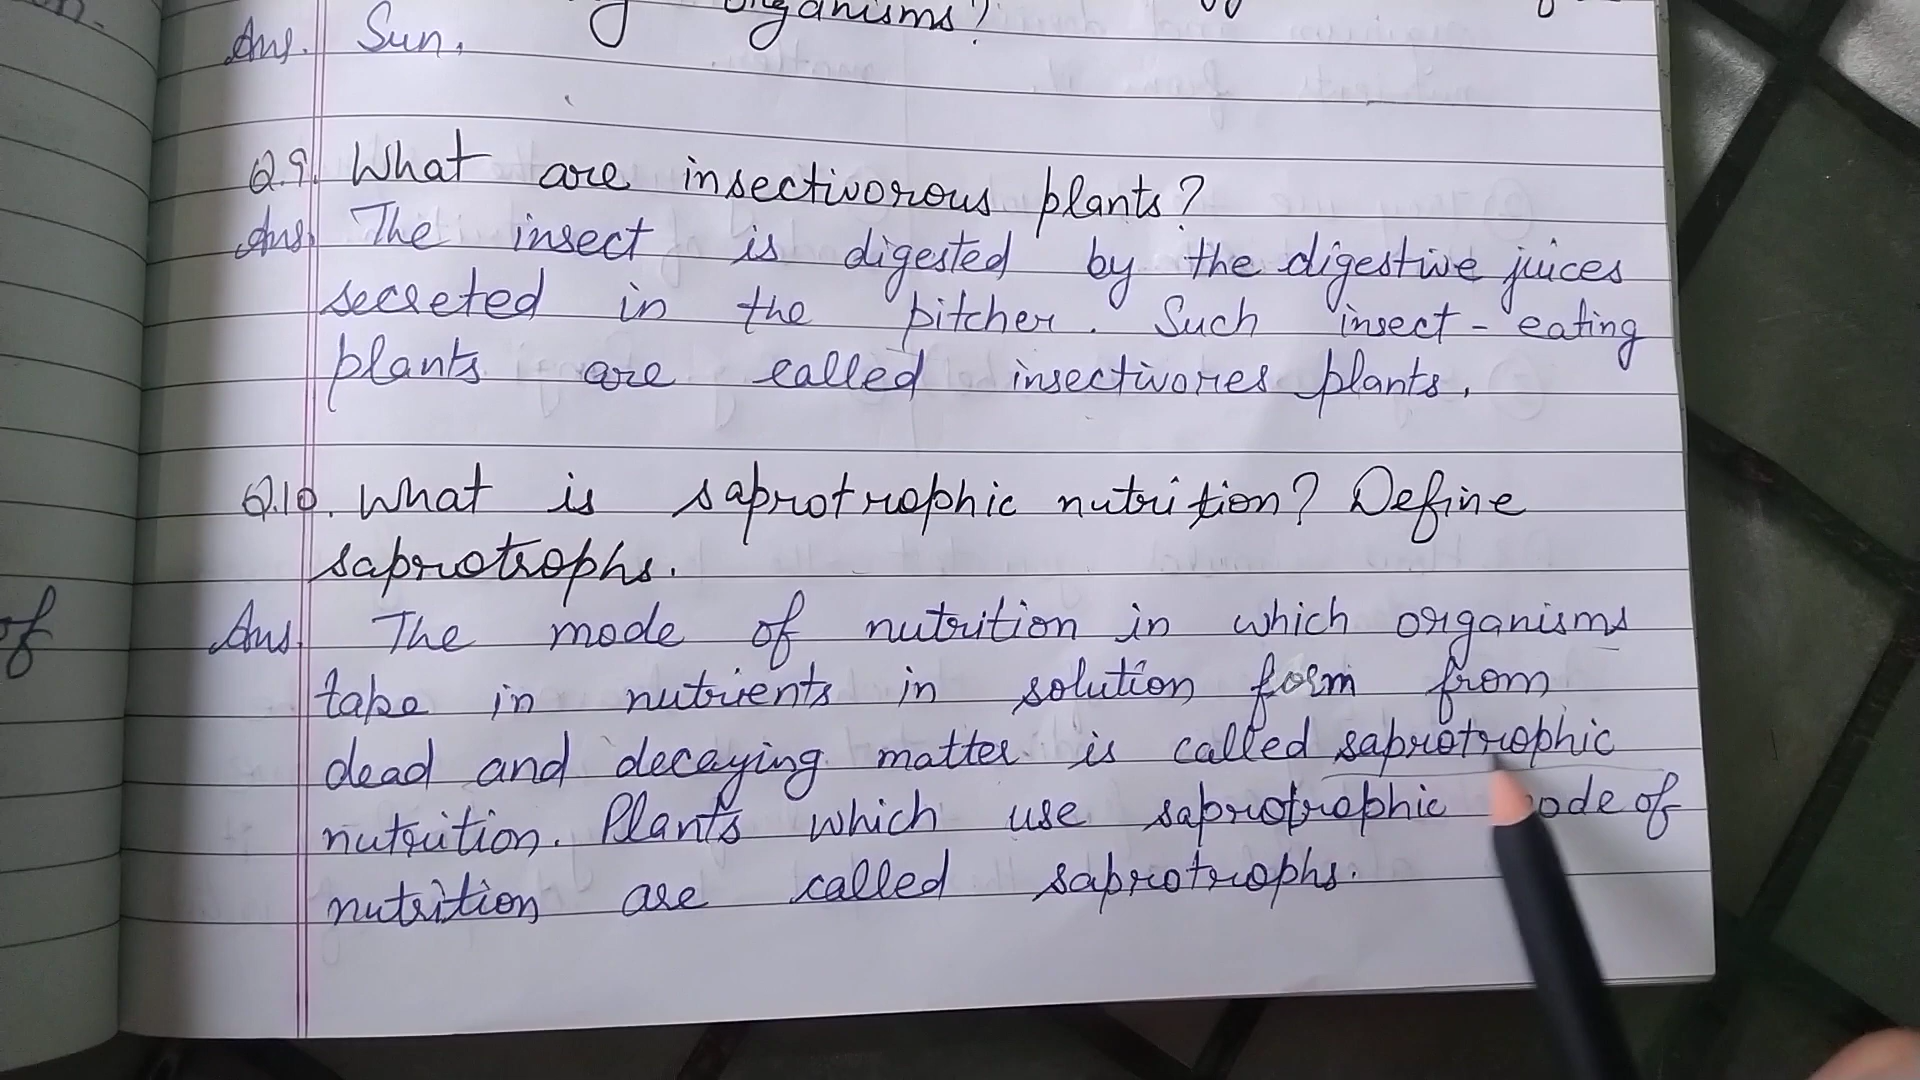 organisms?
Ans. Sun.
Q.9. What are insectivorous plants?
Ans. The insect is digested by the digestive juices
secreted in the pitcher. Such insect-eating
plants are called insectivores plants.
Q.10. What is saprotrophic nutrition? Define
saprotrophs.
of
Ans. The mode of nutrition in which organisms
take in nutrients in solution form from
dead and decaying matter is called saprotrophic
nutrition. Plants which use saprotrophic ode of
nutrition are called saprotrophs.